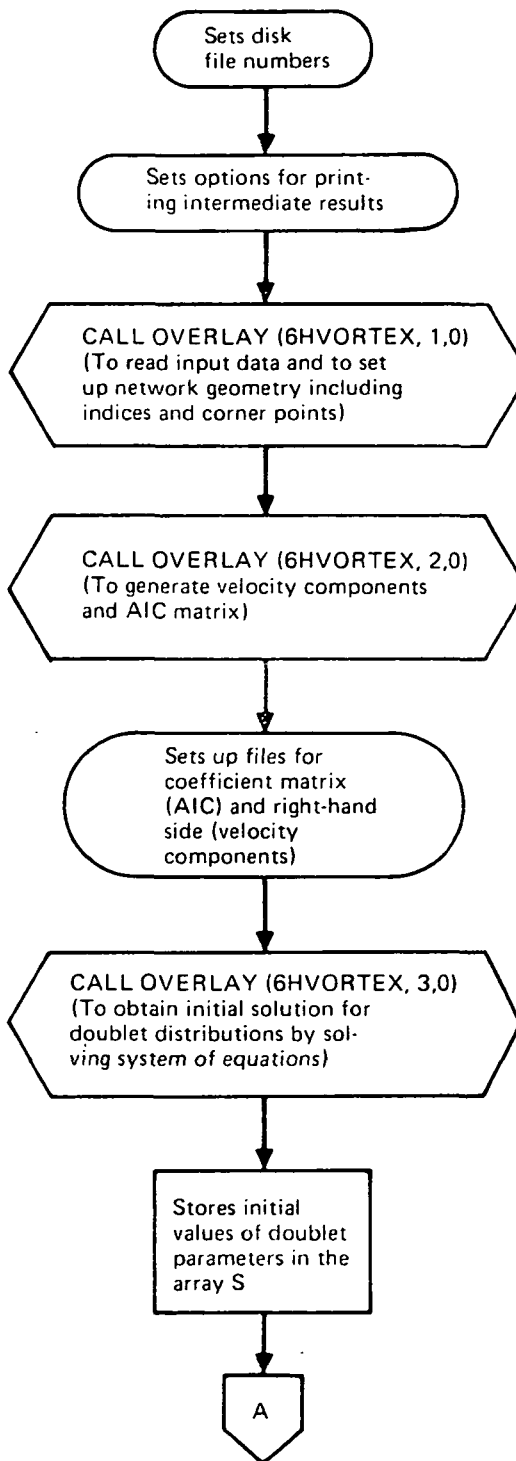 Sets disk
file numbers
Sets options for print-
ing intermediate results
CALL OVERLAY (6HVORTEX, 1,0)
(To read input data and to set
up network geometry including
indices and corner points)
CALL OVERLAY (6HVORTEX, 2,0)
(To generate velocity components
and AIC matrix)
Sets up files for
coefficient matrix
(AIC) and right-hand
side (velocity
components)
CALL OVERLAY (6HVORTEX, 3,0)
(To obtain initial solution for
doublet distributions by sol-
ving system of equations)
Stores initial
values of doublet
parameters in the
array S
A